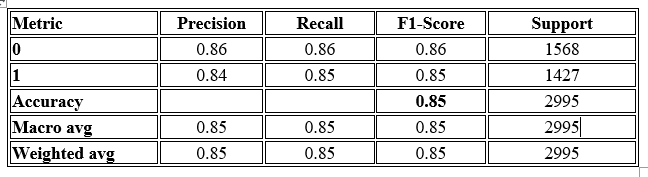 Metric Precision Recall F1-Score Support
0 0.86 0.86 0.86 1568
1 0.84 0.85 0.85 1427
Accuracy 0.85 2995
Macro avg 0.85 0.85 0.85 2995
Weighted avg 0.85 0.85 0.85 2995